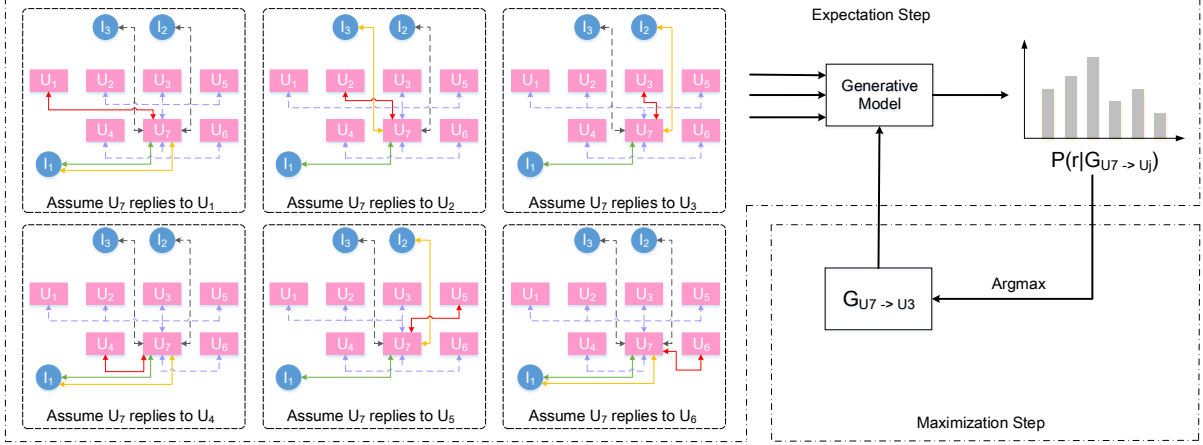 I3 I2
U1 U2 U3 U5
U4 U7 U6
I1
Assume U7 replies to U1
I3 I2
U1 U2 U3 U5
U4 U7 U6
I1
Assume U7 replies to U2
I3 I2
U1 U2 U3 U5
U4 U7 U6
I1
Assume U7 replies to U3
Expectation Step
Generative
Model
P(r|GU7 -> Uj)
I3 I2
U1 U2 U3 U5
U4 U7 U6
I1
Assume U7 replies to U4
I3 I2
U1 U2 U3 U5
U4 U7 U6
I1
Assume U7 replies to U5
I3 I2
U1 U2 U3 U5
U4 U7 U6
I1
Assume U7 replies to U6
GU7 -> U3
Argmax
Maximization Step